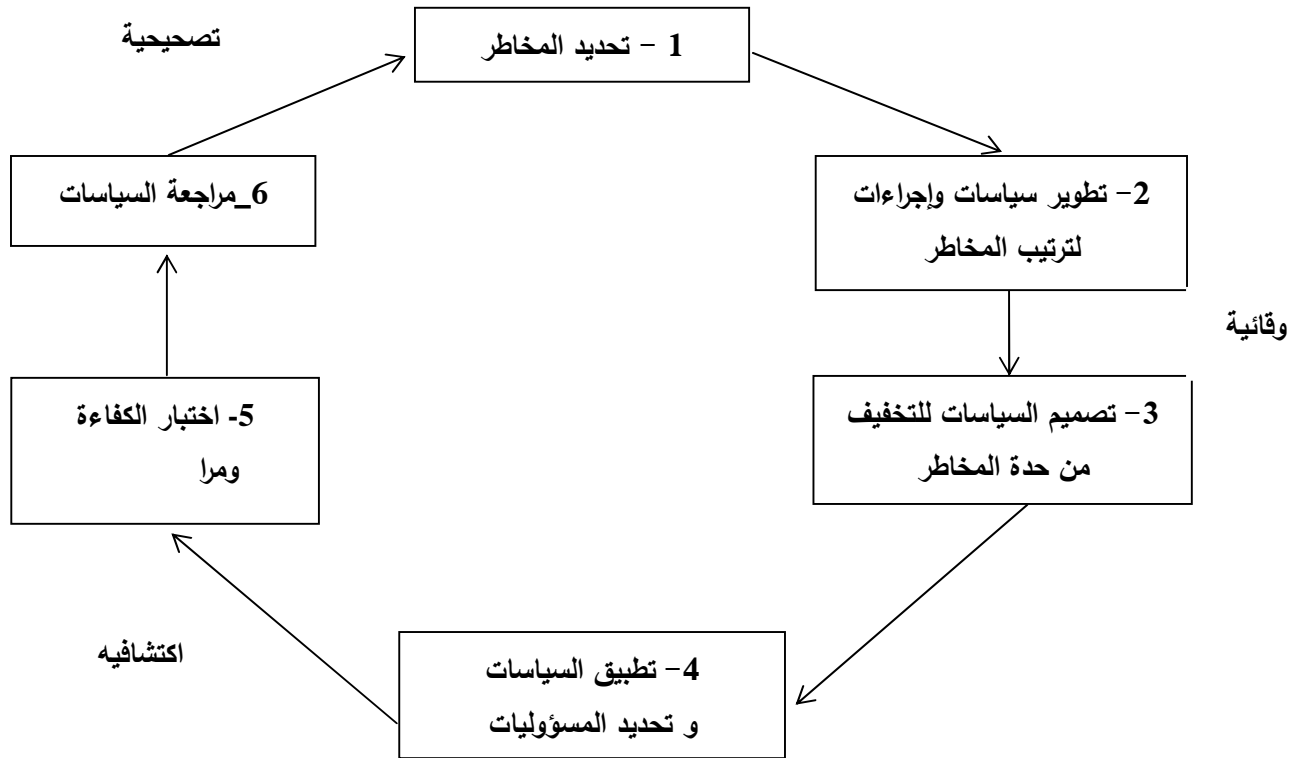 تصحيحية
1 - تحديد المخاطر
2- تطوير سياسات وإجراءات
لترتيب المخاطر
وقائية
3- تصميم السياسات للتخفيف
من حدة المخاطر
4- تطبيق السياسات
و تحديد المسؤوليات
اكتشافيه
5- اختبار الكفاءة
ومرا
6_مراجعة السياسات